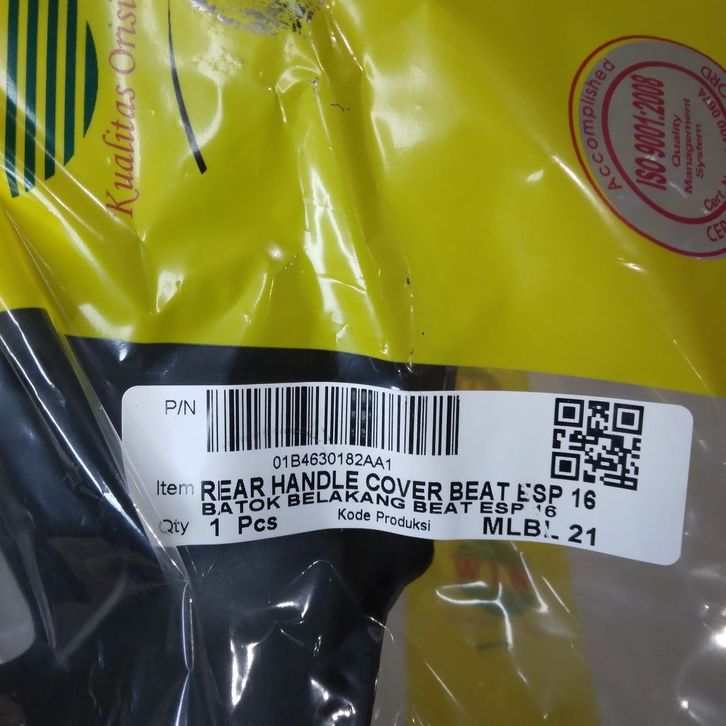 Kualitas Orisi
Accomplished
ISO 9001:2008
Quality
Management
System
P/N
01B4630182AA1
Item REAR HANDLE COVER BEAT ESP 16
BATOK BELAKANG BEAT ESP 16
Qty 1 Pcs Kode Produksi MLBL 21